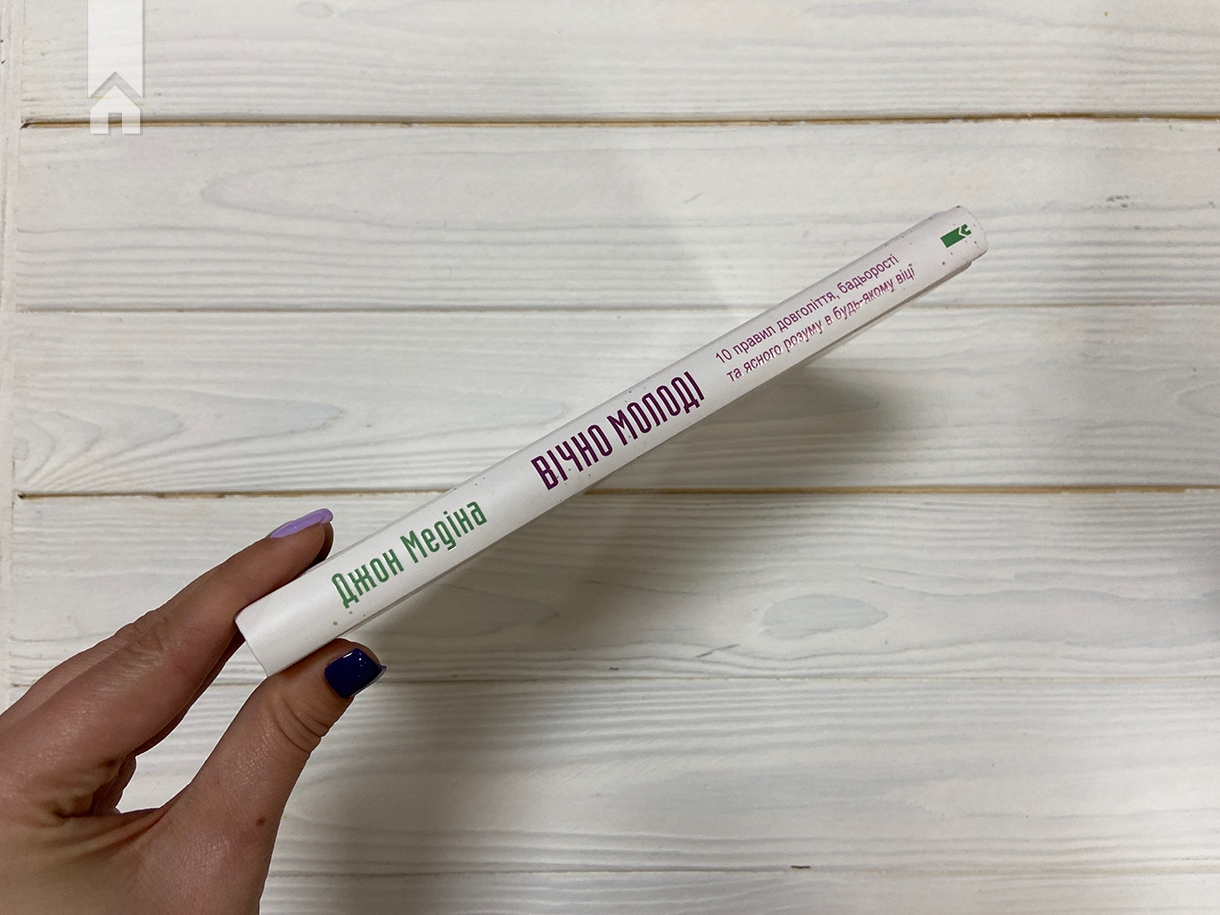 Джон Медіна
ВІЧНО МОЛОДІ
10 правил довголіття, бадьорості
та ясного розуму в будь-якому віці